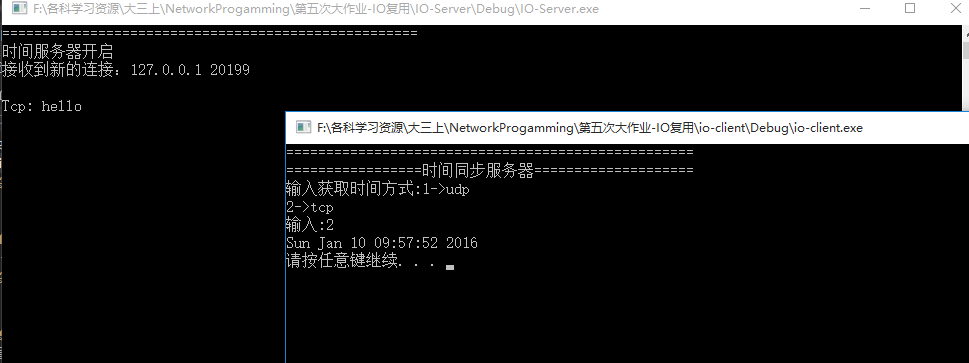 F:\各科学习资源\大三上\NetworkProgamming\第五次大作业-IO复用\IO-Server\Debug\IO-Server.exe
====================================================
时间服务器开启
接收到新的连接: 127.0.0.1 20199
Tcp: hello
F:\各科学习资源\大三上\NetworkProgamming\第五次大作业-IO复用\io-client\Debug\io-client.exe
===================================================
=================时间同步服务器====================
输入获取时间方式:1->udp
2->tcp
输入:2
Sun Jan 10 09:57:52 2016
请按任意键继续. . .